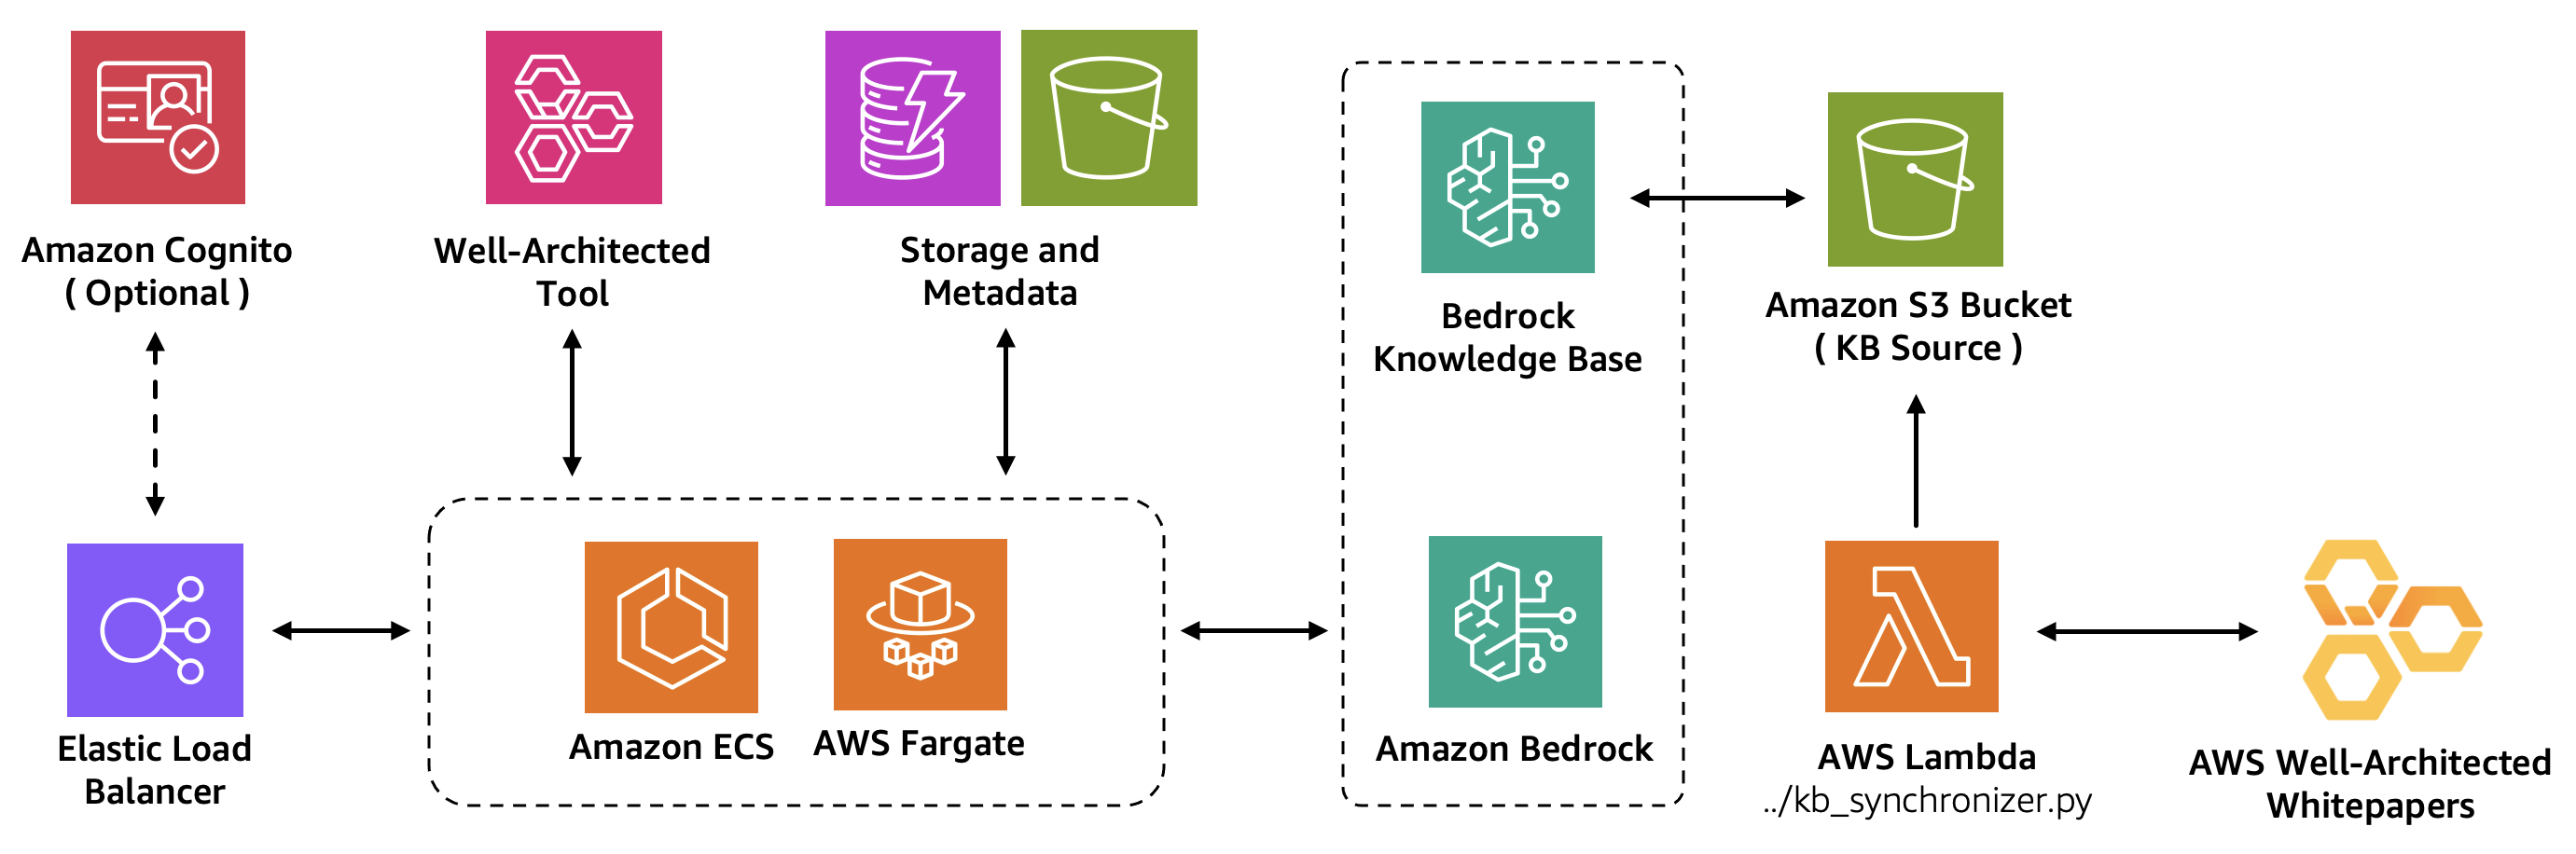 Amazon Cognito
( Optional )
Well-Architected
Tool
Storage and
Metadata
Bedrock
Knowledge Base
Amazon S3 Bucket
( KB Source )
Elastic Load
Balancer
Amazon ECS
AWS Fargate
Amazon Bedrock
AWS Lambda
../kb_synchronizer.py
AWS Well-Architected
Whitepapers